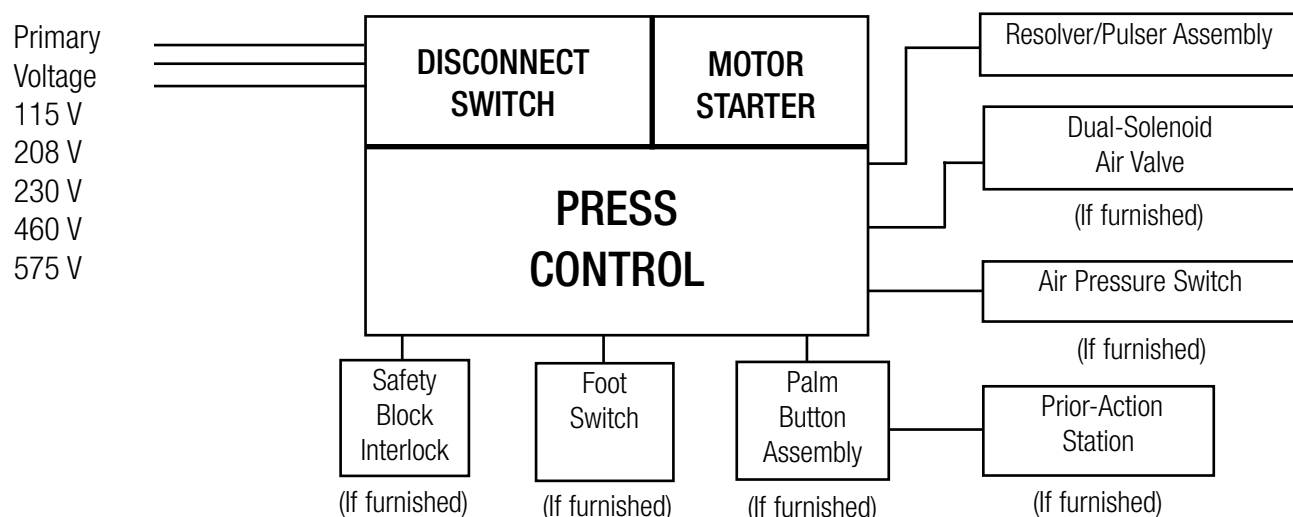 Primary
Voltage
115 V
208 V
230 V
460 V
575 V
DISCONNECT
SWITCH
MOTOR
STARTER
PRESS
CONTROL
Resolver/Pulser Assembly
Dual-Solenoid
Air Valve
(If furnished)
Air Pressure Switch
(If furnished)
Safety
Block
Interlock
(If furnished)
Foot
Switch
(If furnished)
Palm
Button
Assembly
(If furnished)
Prior-Action
Station
(If furnished)